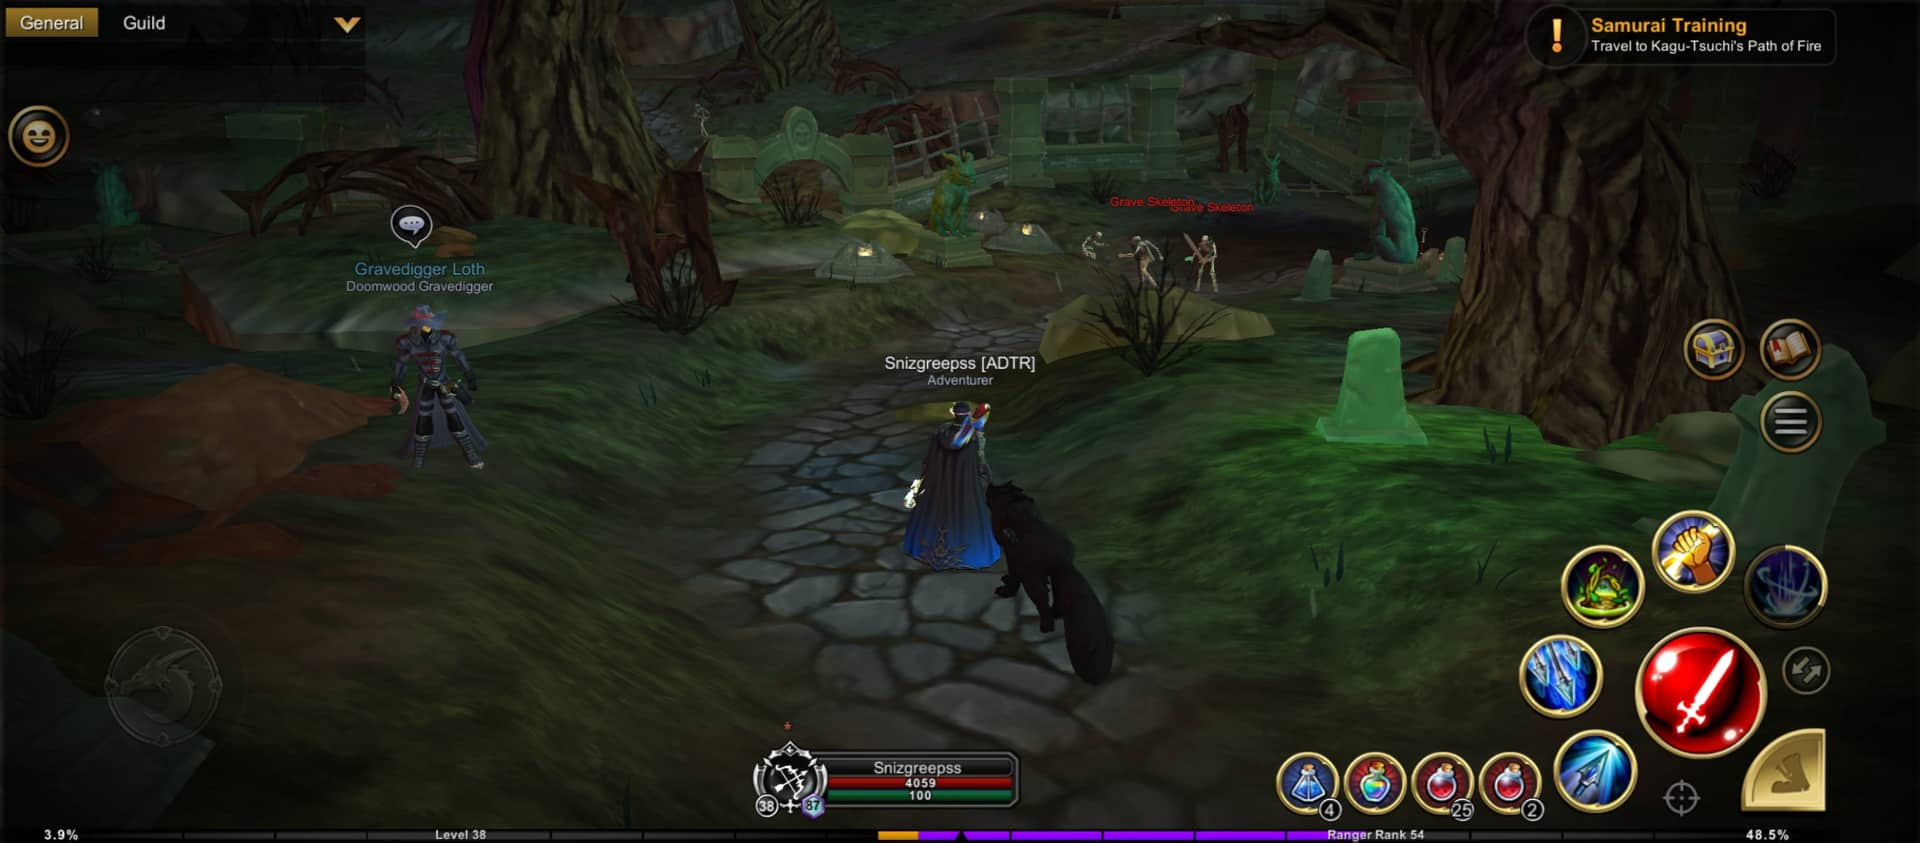 General
Guild
Samurai Training
Travel to Kagu-Tsuchi's Path of Fire
Grave Skeleton
Grave Skeleton
Gravedigger Loth
Doomwood Gravedigger
Snizgreepss [ADTR]
Adventurer
Snizgreepss
4059
100
38
87
4
25
2
3.9%
Level 38
Ranger Rank 54
48.5%